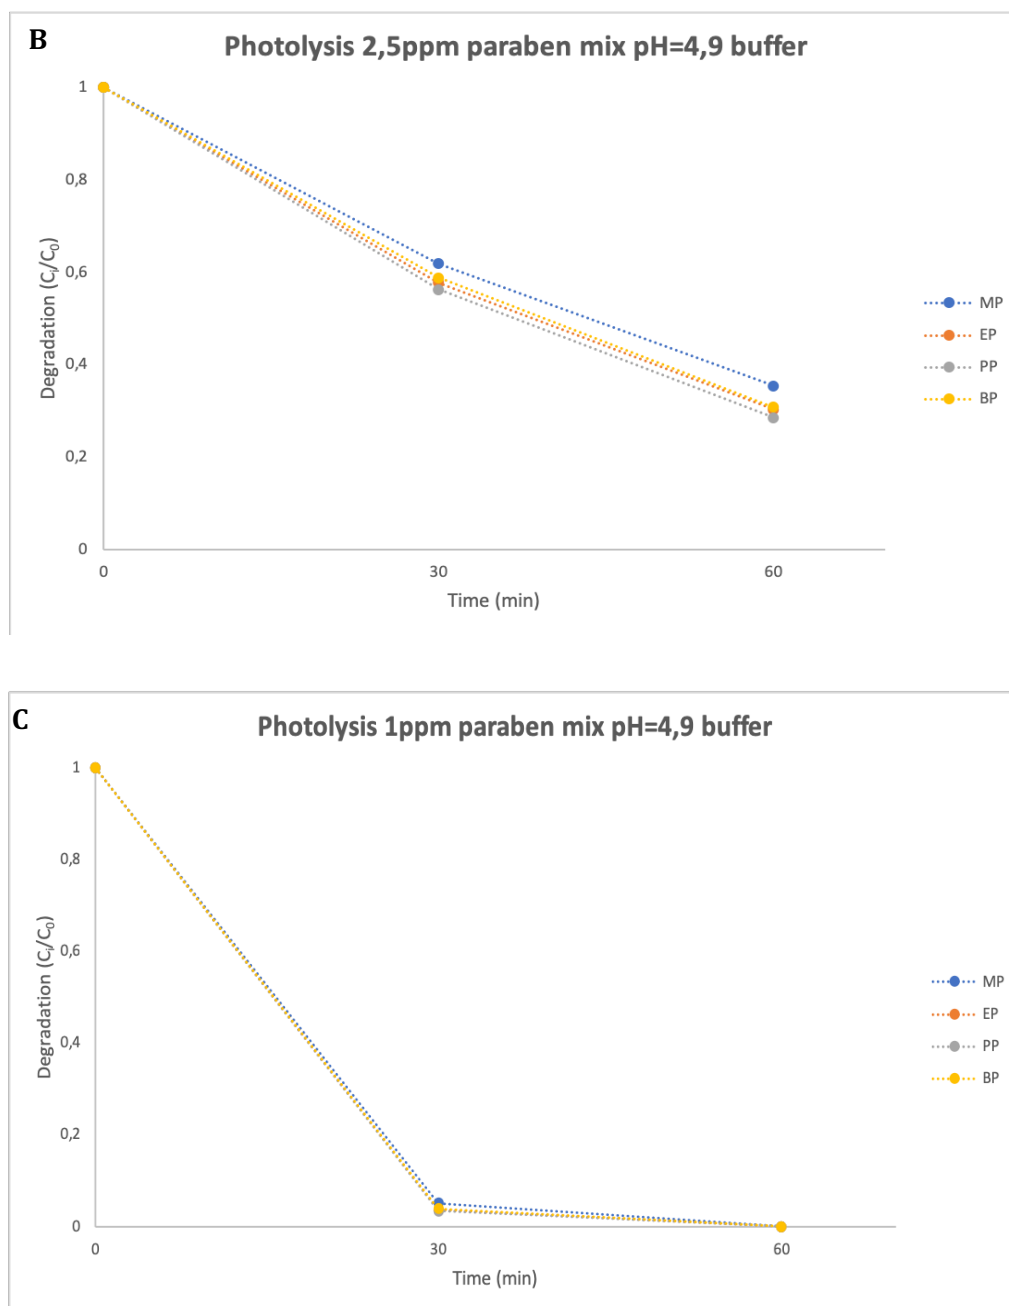 B
Photolysis 2,5ppm paraben mix pH=4,9 buffer
1
0,8
0,6
0,4
0,2
0
Degradation (Cᵢ/C₀)
0 30 60
Time (min)
MP
EP
PP
BP
C
Photolysis 1ppm paraben mix pH=4,9 buffer
1
0,8
0,6
0,4
0,2
0
Degradation (Cᵢ/C₀)
0 30 60
Time (min)
MP
EP
PP
BP